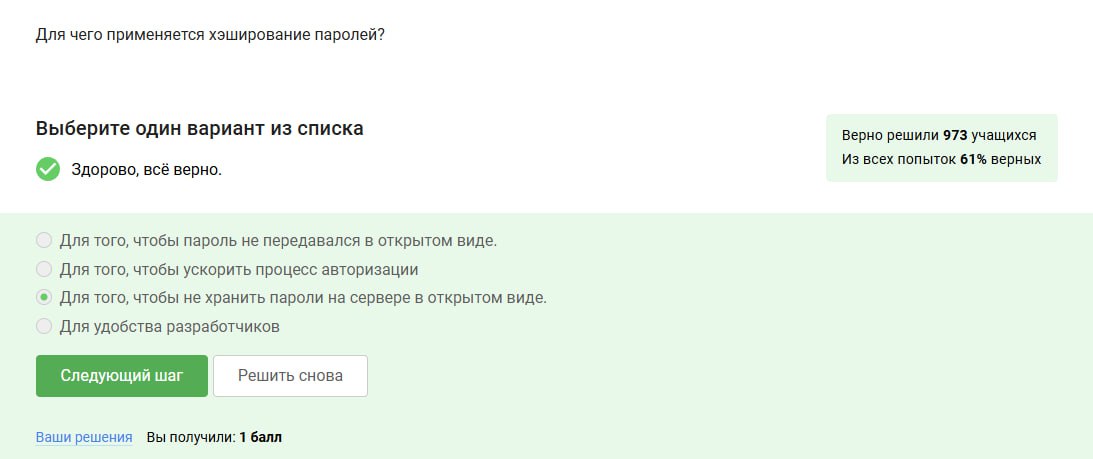 Для чего применяется хэширование паролей?
Выберите один вариант из списка
Здорово, всё верно.
Верно решили 973 учащихся
Из всех попыток 61% верных
Для того, чтобы пароль не передавался в открытом виде.
Для того, чтобы ускорить процесс авторизации
Для того, чтобы не хранить пароли на сервере в открытом виде.
Для удобства разработчиков
Следующий шаг
Решить снова
Ваши решения Вы получили: 1 балл